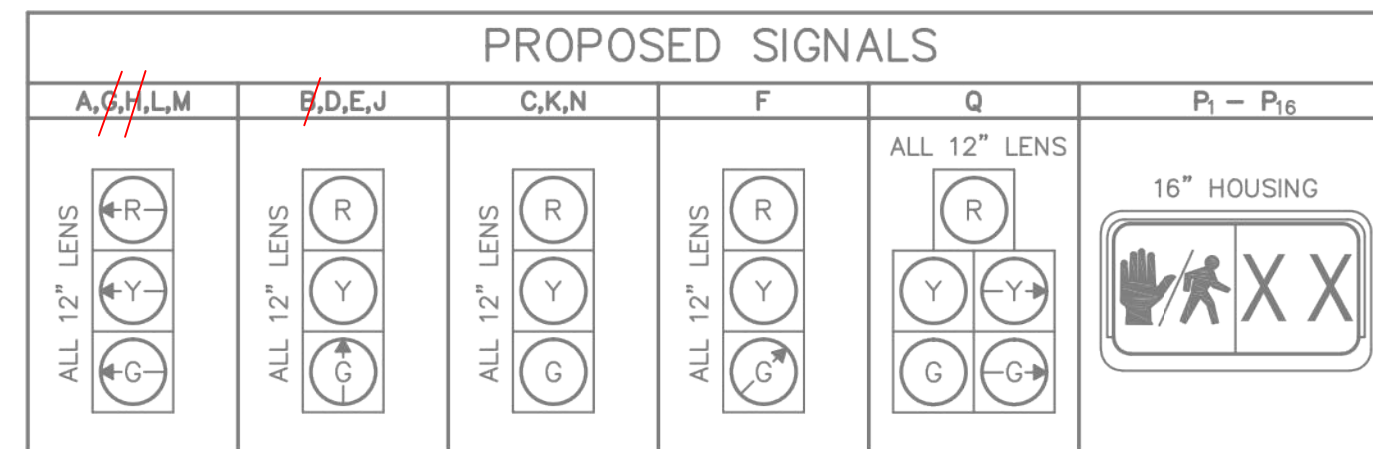 PROPOSED SIGNALS
A,G,H,L,M
B,D,E,J
C,K,N
F
Q
P₁ – P₁₆
ALL 12" LENS
R
Y
G
ALL 12" LENS
R
Y
G
ALL 12" LENS
R
Y
G
ALL 12" LENS
R
Y
G
ALL 12" LENS
R
Y Y
G G
16" HOUSING
X X